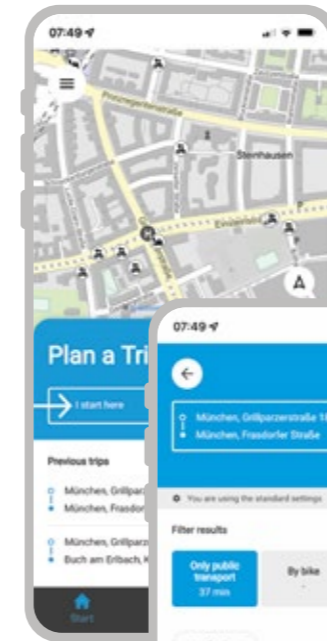 07:49
Prinzregentenstraße
Steinhausen
Einsteinstr
Plan a Tri
I start here
Previous trips
München, Grillparz
München, Frasdor
München, Grillparz
Buch am Erlbach, K
Start
07:49
München, Grillparzerstraße 18
München, Frasdorfer Straße
You are using the standard settings
Filter results
Only public
transport
37 min
By bike
-